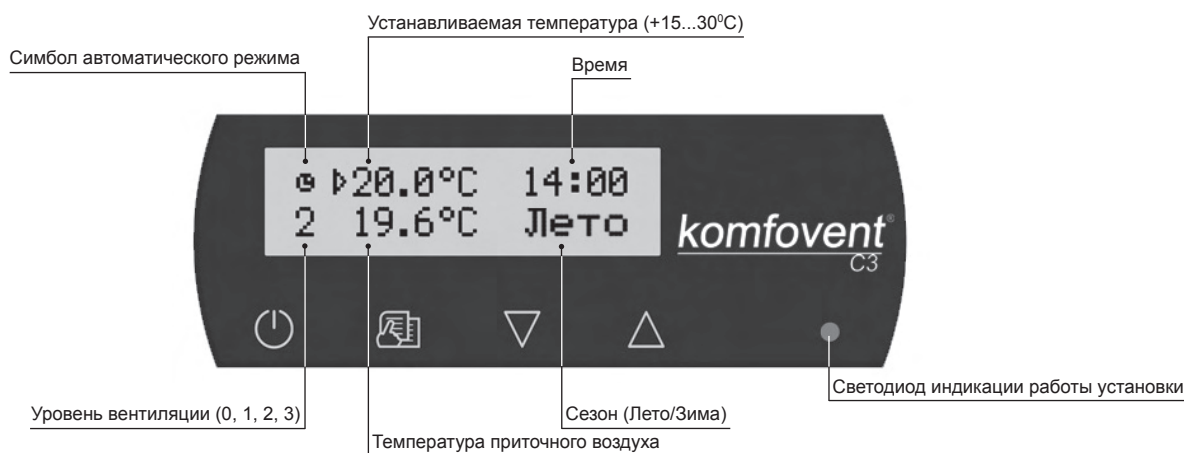 Устанавливаемая температура (+15...30⁰C)
Символ автоматического режима
Время
20.0°C 14:00
2 19.6°C Лето
komfovent®
C3
Светодиод индикации работы установки
Уровень вентиляции (0, 1, 2, 3)
Сезон (Лето/Зима)
Температура приточного воздуха